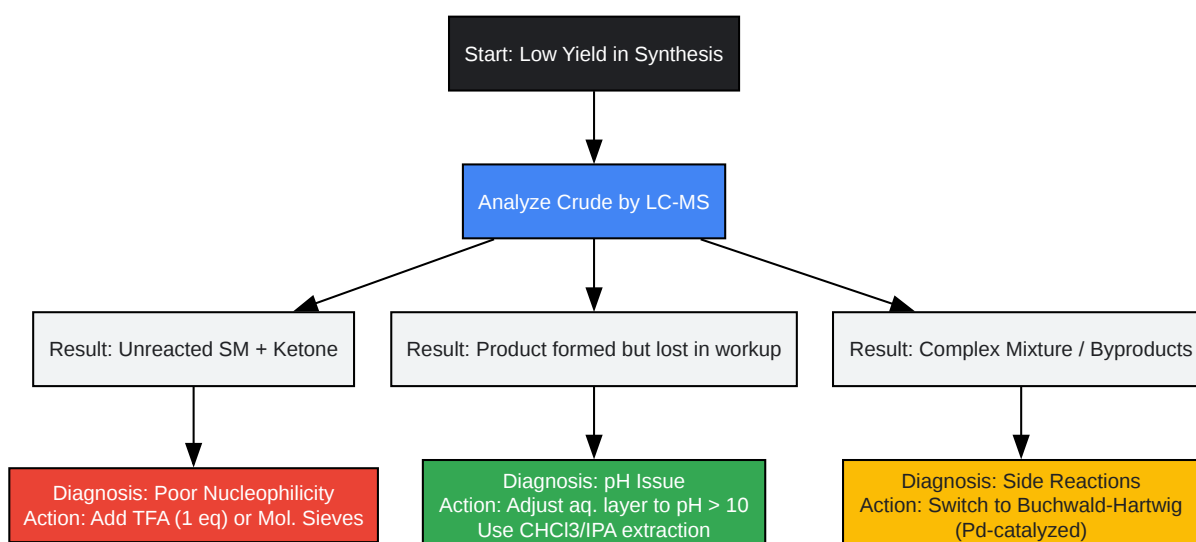 Start: Low Yield in Synthesis
Analyze Crude by LC-MS
Result: Unreacted SM + Ketone
Result: Product formed but lost in workup
Result: Complex Mixture / Byproducts
Diagnosis: Poor Nucleophilicity
Action: Add TFA (1 eq) or Mol. Sieves
Diagnosis: pH Issue
Action: Adjust aq. layer to pH > 10
Use CHCl3/IPA extraction
Diagnosis: Side Reactions
Action: Switch to Buchwald-Hartwig
(Pd-catalyzed)